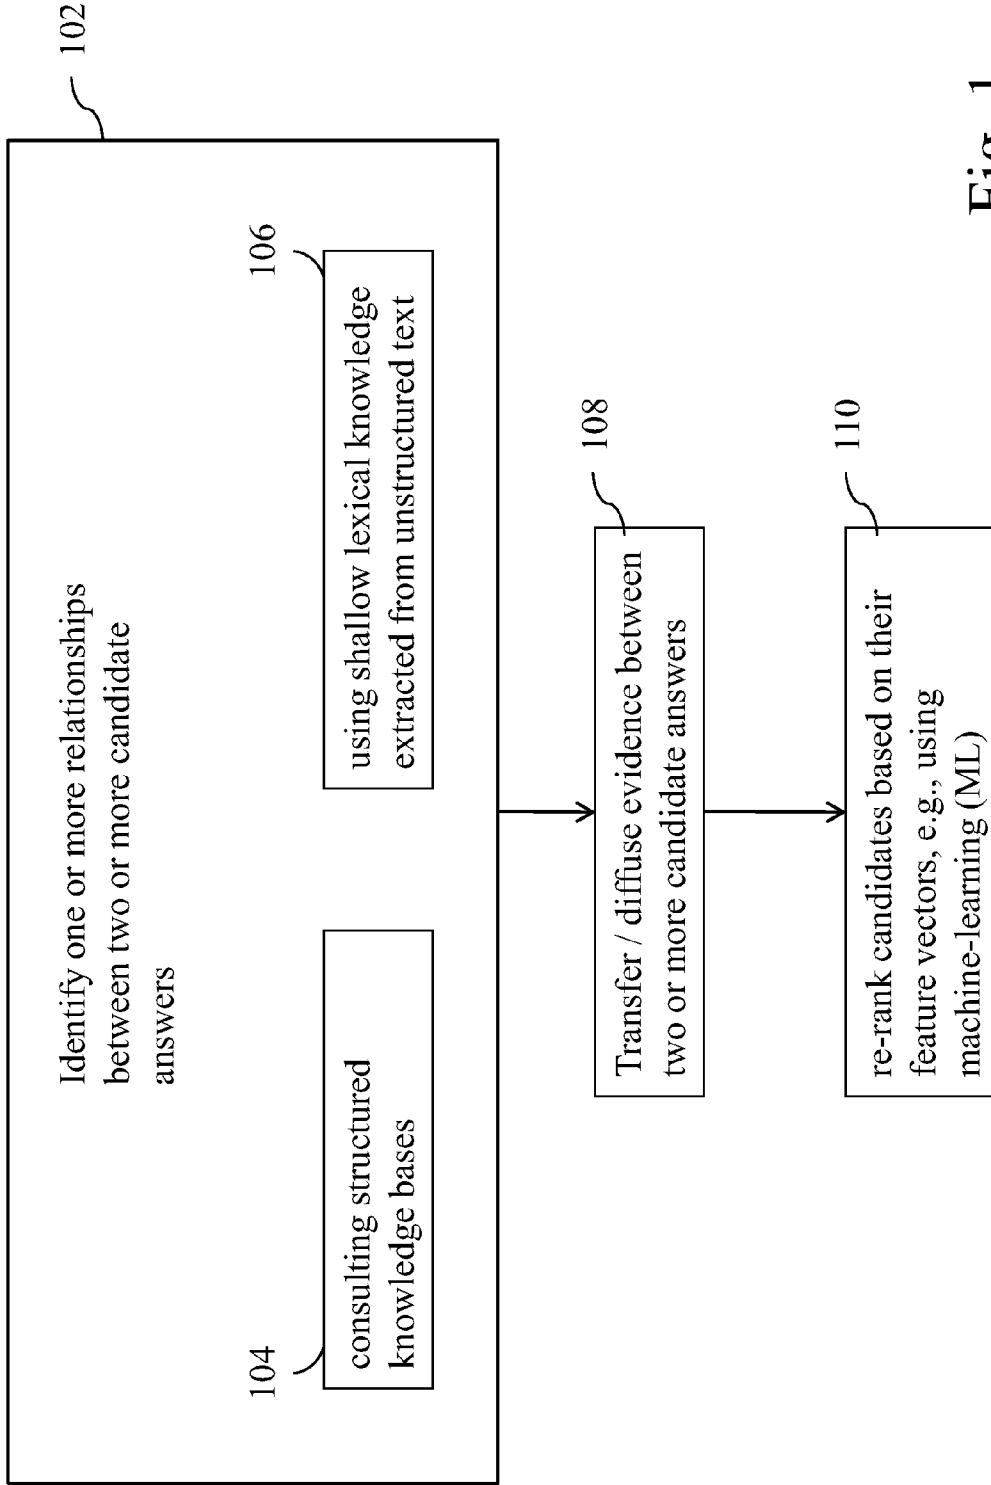 102
Identify one or more relationships
between two or more candidate
answers
104
consulting structured
knowledge bases
106
using shallow lexical knowledge
extracted from unstructured text
108
Transfer / diffuse evidence between
two or more candidate answers
110
re-rank candidates based on their
feature vectors, e.g., using
machine-learning (ML)
Fig. 1